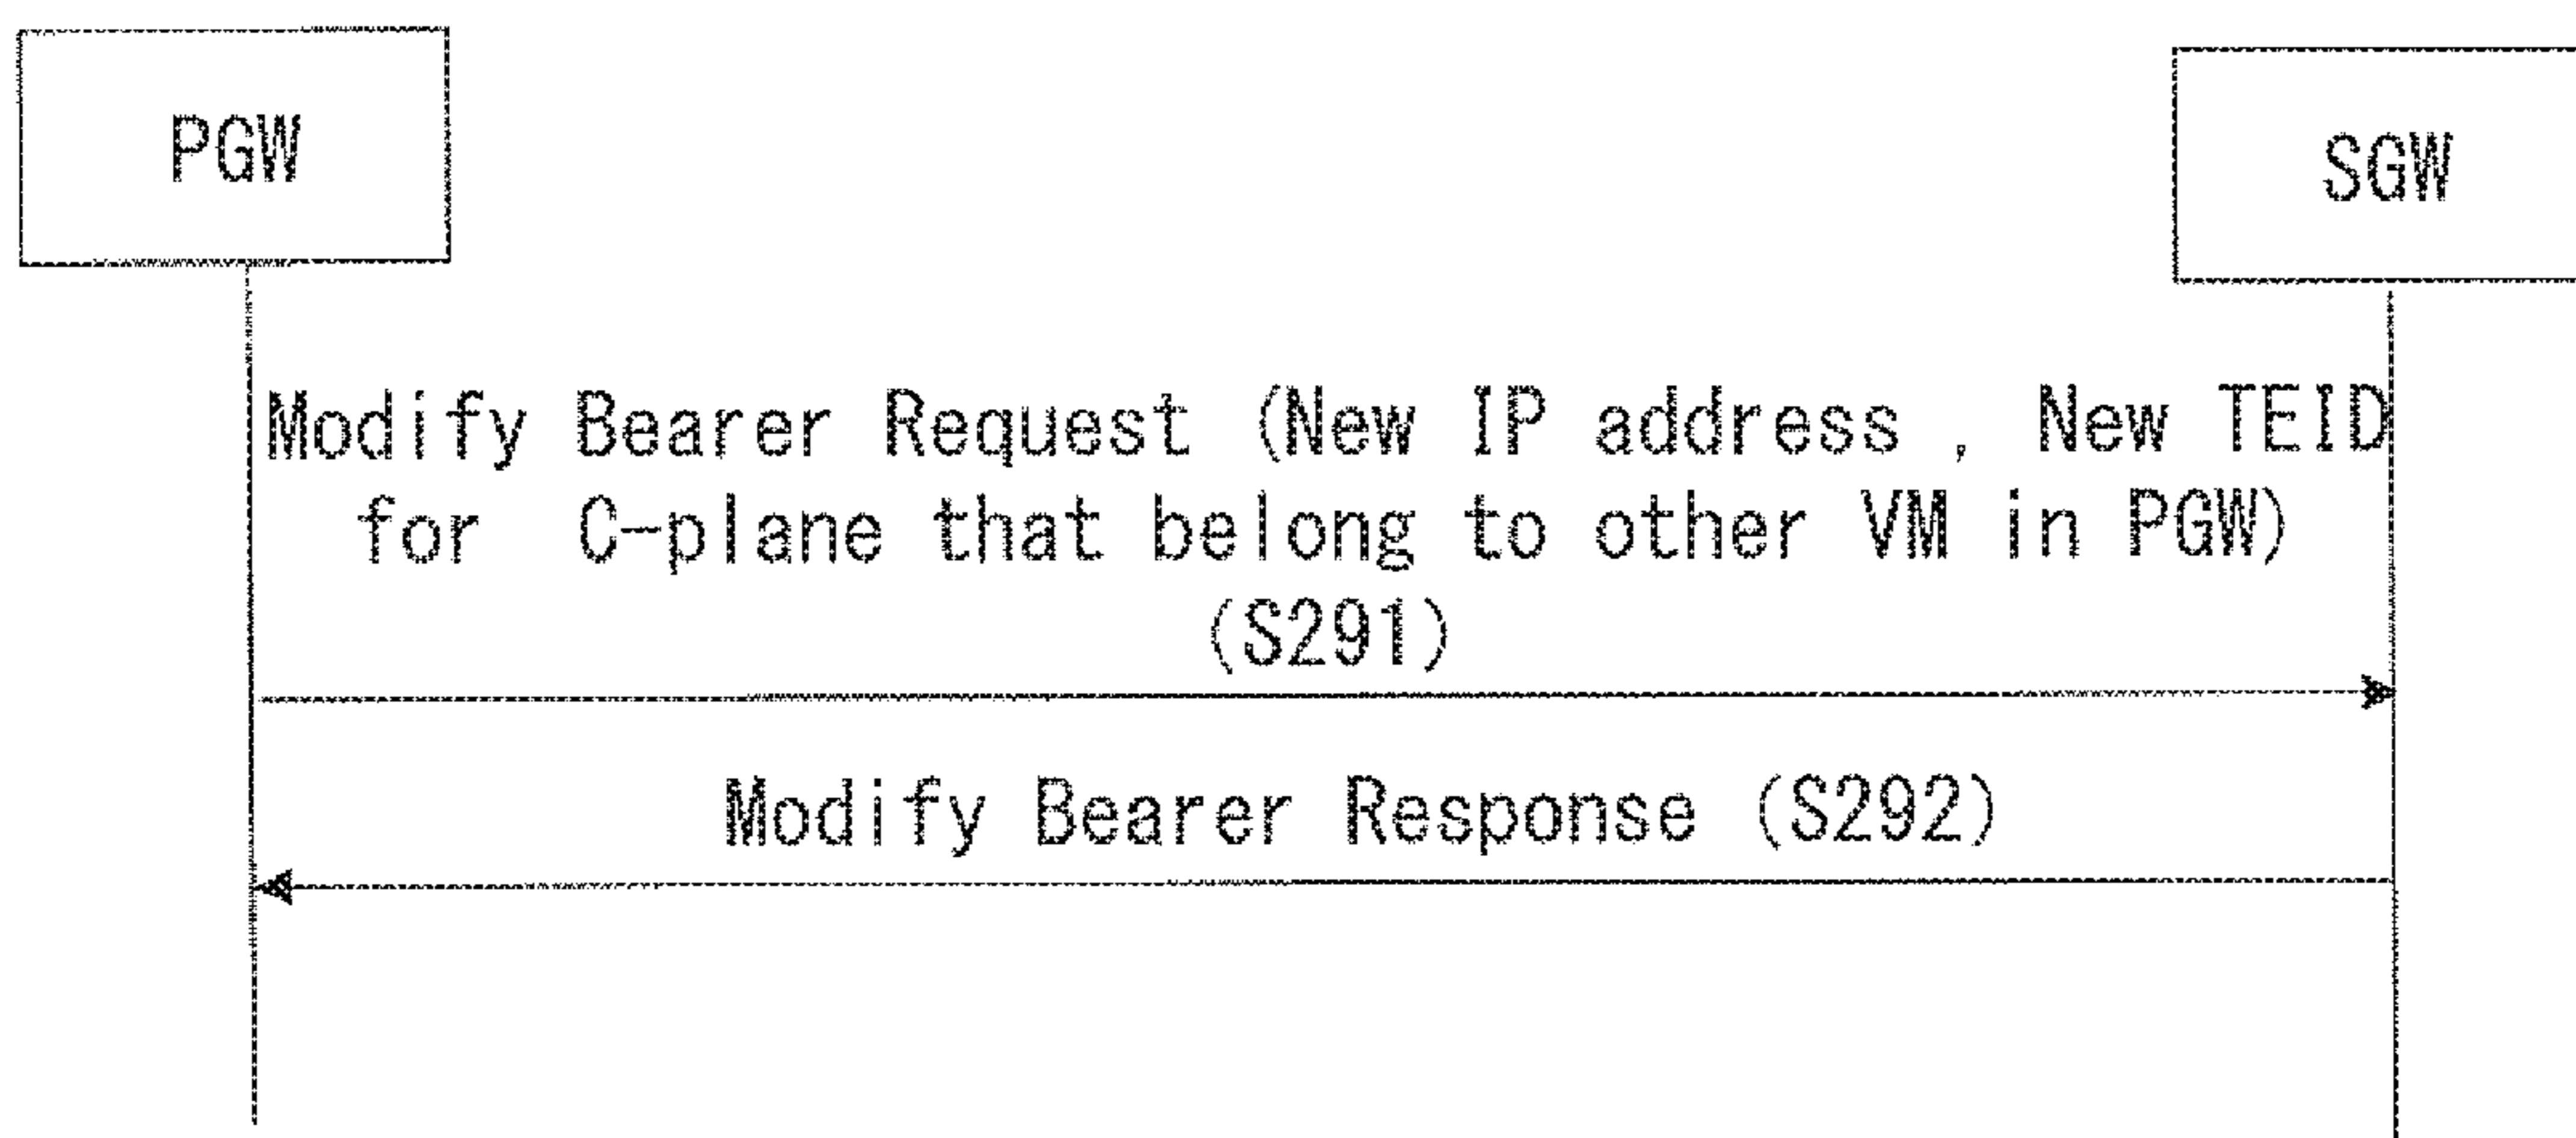 PGW
SGW
Modify Bearer Request (New IP address , New TEID
for C-plane that belong to other VM in PGW)
(S291)
Modify Bearer Response (S292)